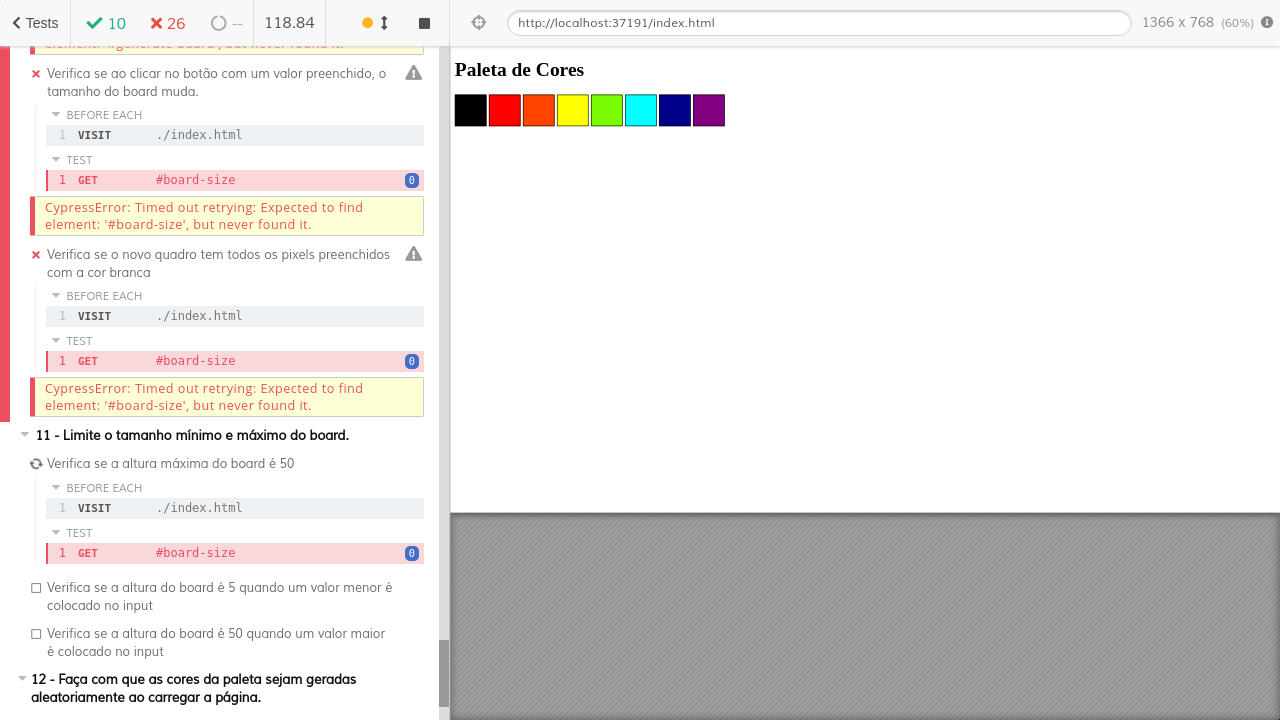 Tests
10
26
--
118.84
http://localhost:37191/index.html
1366 x 768 (60%)
element: '#generate-board', but never found it.
Verifica se ao clicar no botão com um valor preenchido, o
tamanho do board muda.
BEFORE EACH
1 VISIT ./index.html
TEST
1 GET #board-size 0
CypressError: Timed out retrying: Expected to find
element: '#board-size', but never found it.
Verifica se o novo quadro tem todos os pixels preenchidos
com a cor branca
BEFORE EACH
1 VISIT ./index.html
TEST
1 GET #board-size 0
CypressError: Timed out retrying: Expected to find
element: '#board-size', but never found it.
11 - Limite o tamanho mínimo e máximo do board.
Verifica se a altura máxima do board é 50
BEFORE EACH
1 VISIT ./index.html
TEST
1 GET #board-size 0
Verifica se a altura do board é 5 quando um valor menor é
colocado no input
Verifica se a altura do board é 50 quando um valor maior
é colocado no input
12 - Faça com que as cores da paleta sejam geradas
aleatoriamente ao carregar a página.
Paleta de Cores